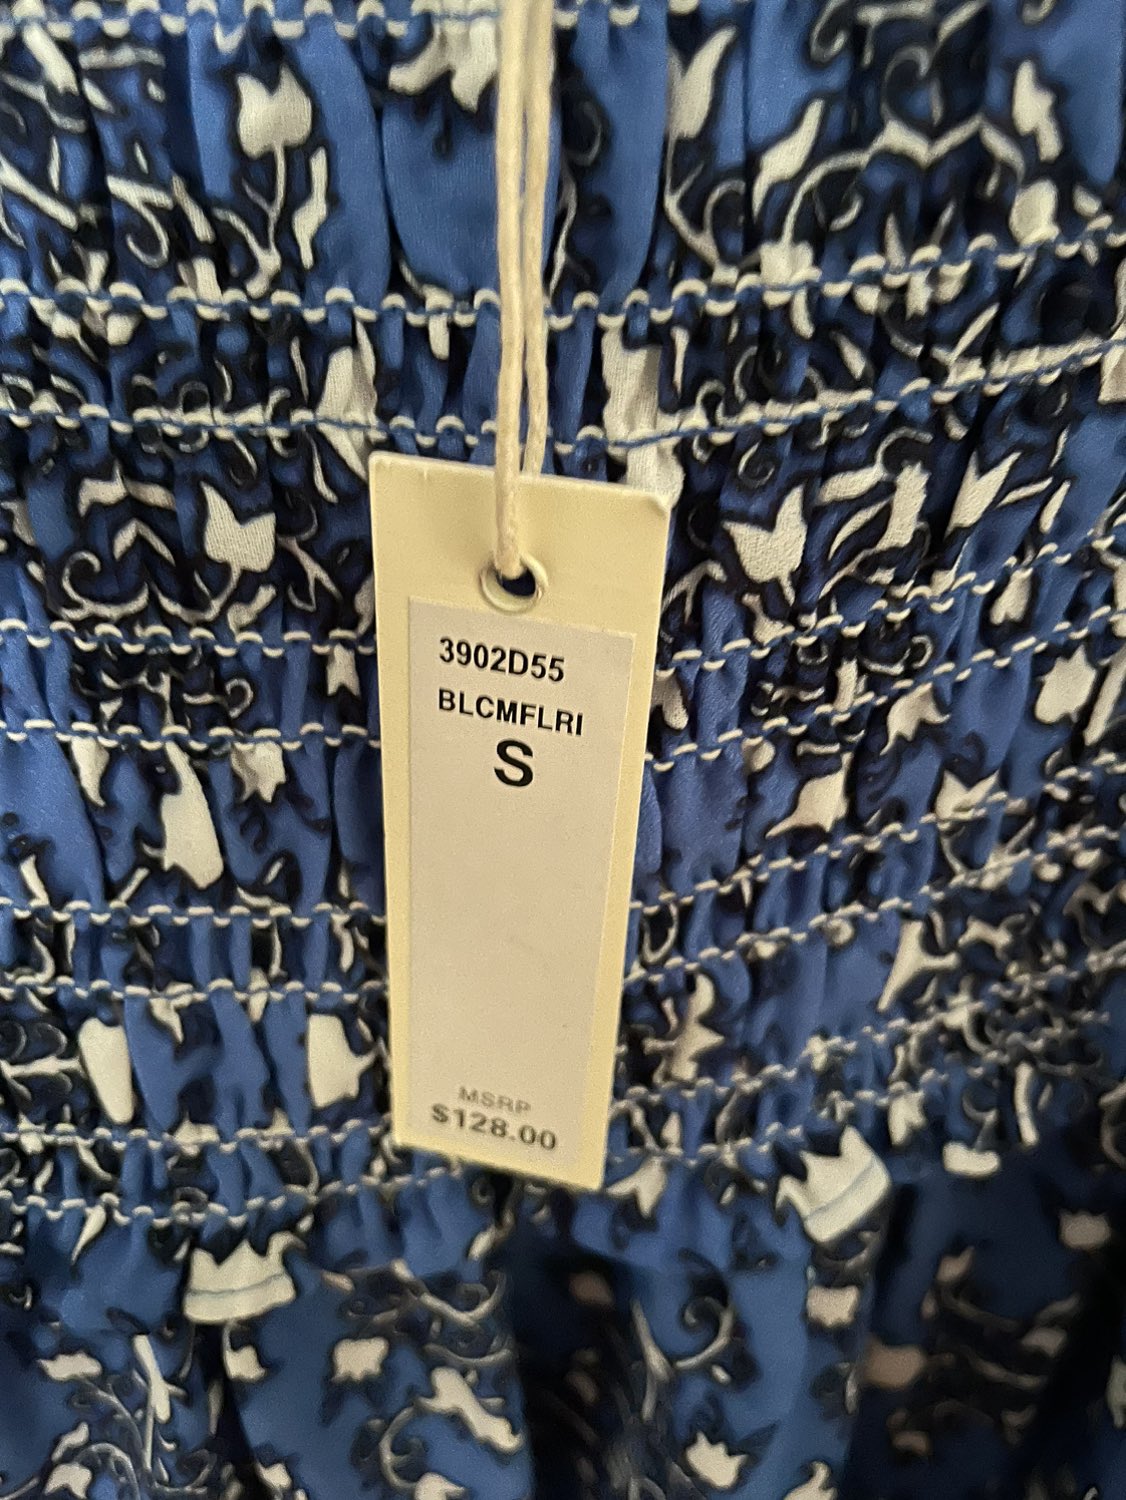 3902D55
BLCMFLRI
S
MSRP
$128.00